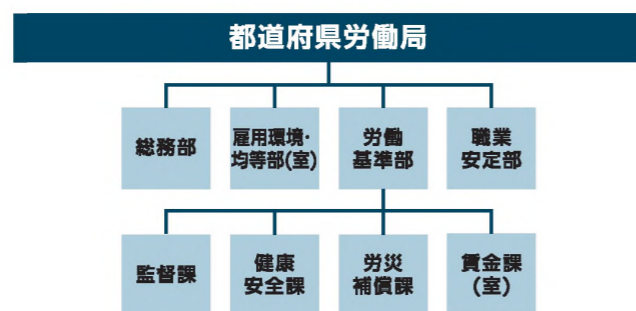 都道府県労働局
総務部
雇用環境・
均等部(室)
労働
基準部
職業
安定部
監督課
健康
安全課
労災
補償課
賃金課
(室)